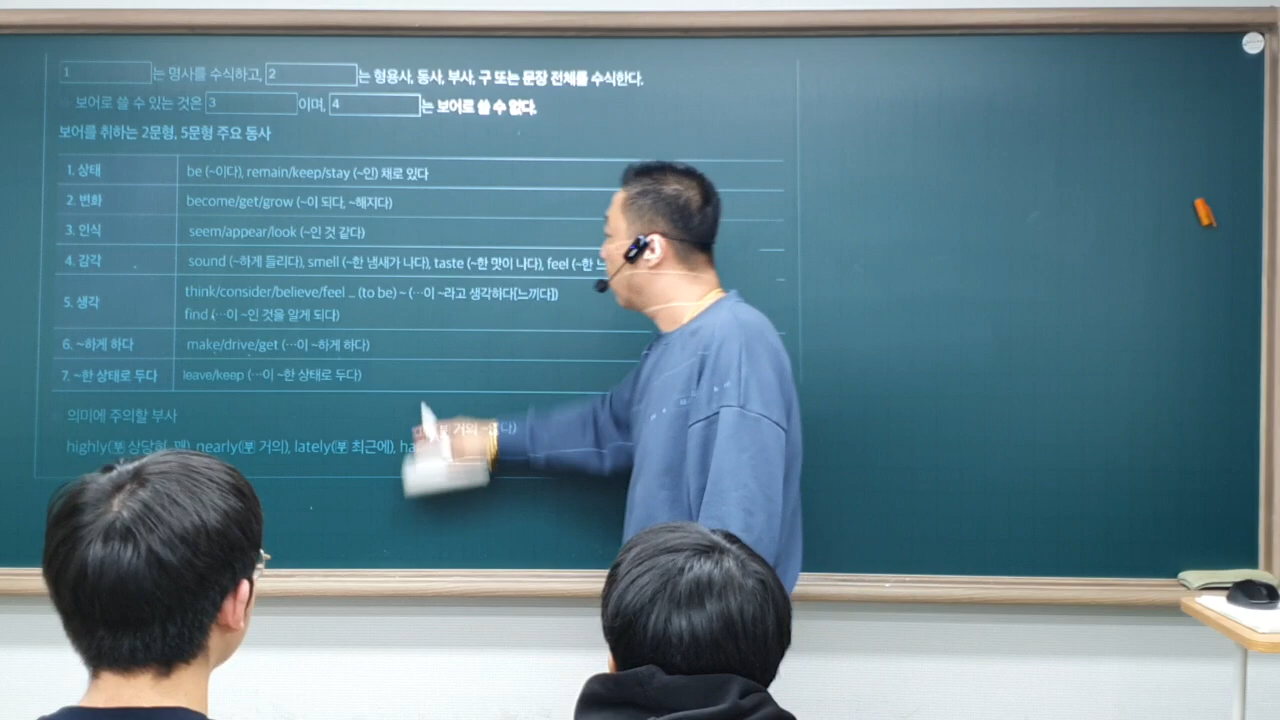 1 는 명사를 수식하고, 2 는 형용사, 동사, 부사, 구 또는 문장 전체를 수식한다.
보어로 쓸 수 있는 것은 3 이며, 4 는 보어로 쓸 수 없다.
보어를 취하는 2문형, 5문형 주요 동사
1. 상태 be (~이다), remain/keep/stay (~인) 채로 있다
2. 변화 become/get/grow (~이 되다, ~해지다)
3. 인식 seem/appear/look (~인 것 같다)
4. 감각 sound (~하게 들리다), smell (~한 냄새가 나다), taste (~한 맛이 나다), feel (~한
5. 생각 think/consider/believe/feel … (to be) ~ (…이 ~라고 생각하다[느끼다])
find (…이 ~인 것을 알게 되다)
6. ~하게 하다 make/drive/get (…이 ~하게 하다)
7. ~한 상태로 두다 leave/keep (…이 ~한 상태로 두다)
의미에 주의할 부사
highly(부 상당히, 꽤), nearly(부 거의), lately(부 최근에), 거의